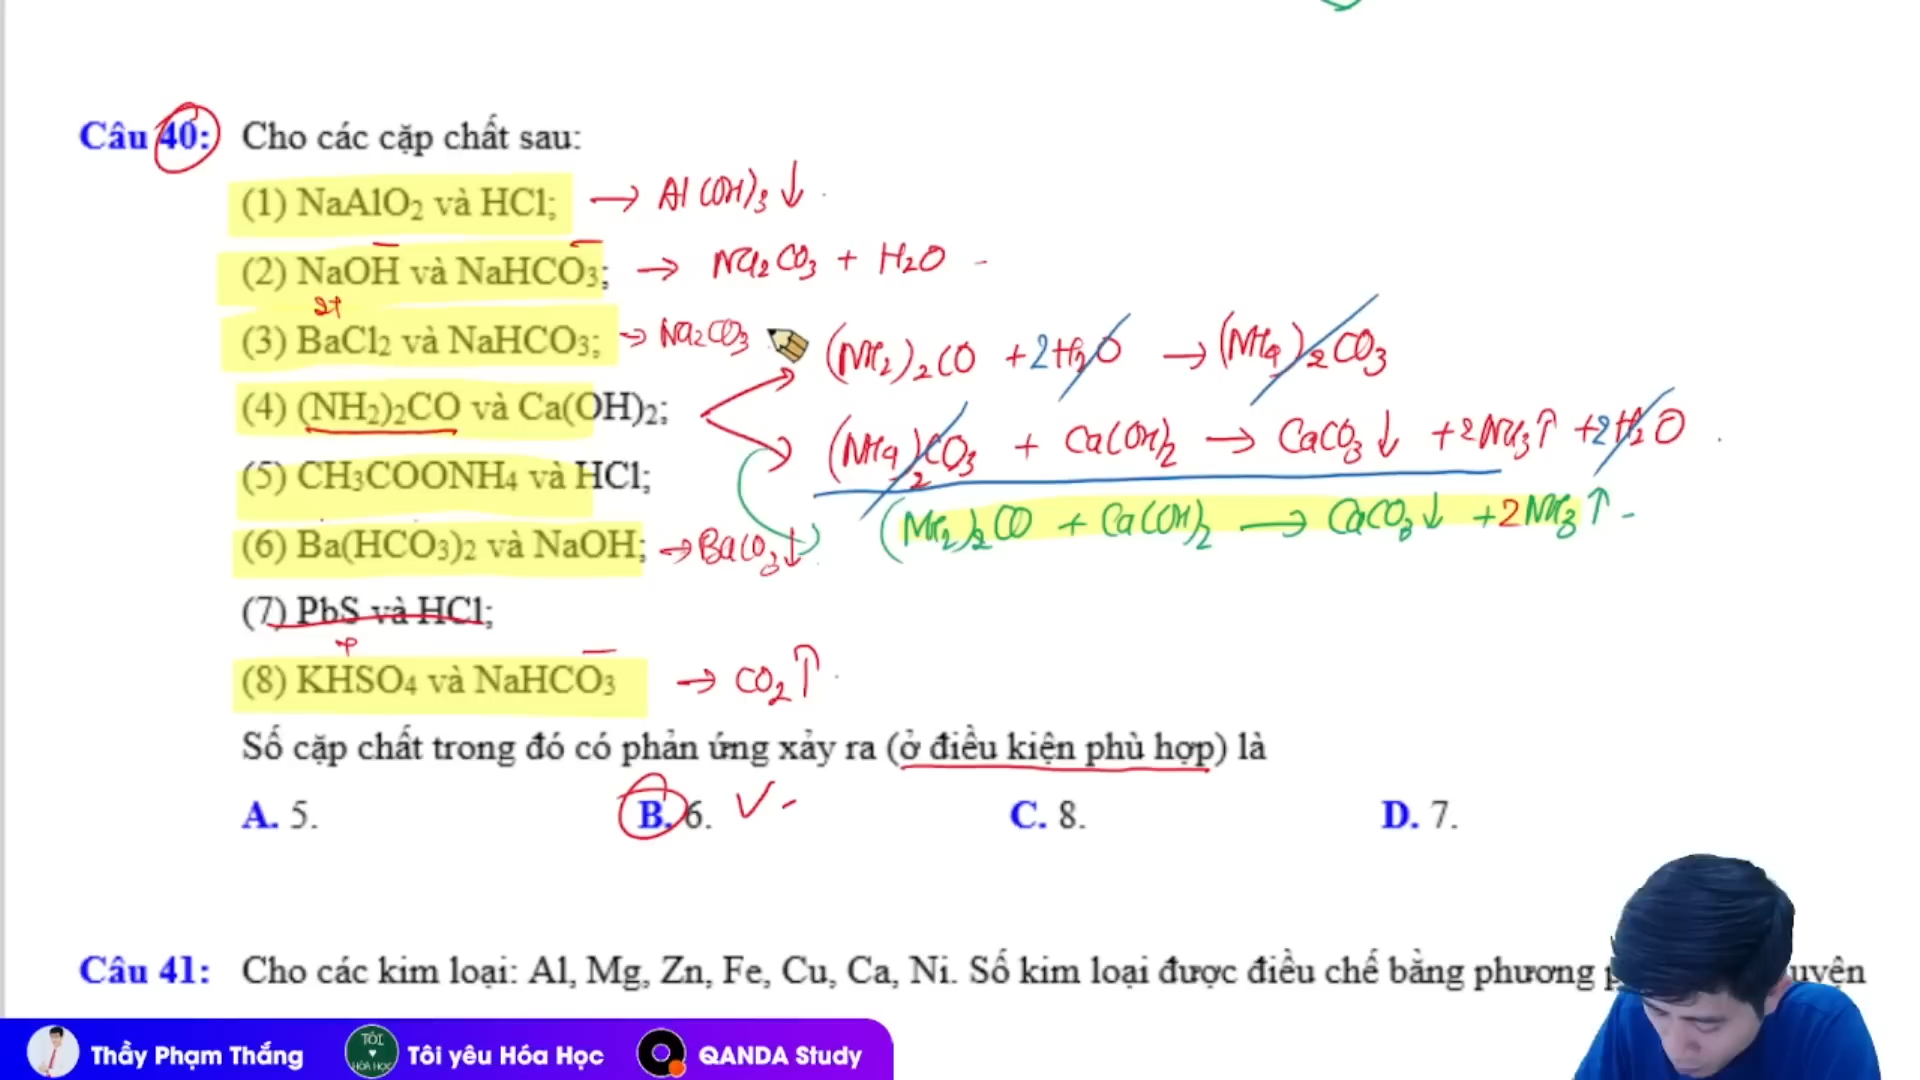 Câu 40: Cho các cặp chất sau:
(1) NaAlO₂ và HCl; → Al(OH)₃ ↓
(2) NaOH và NaHCO₃; → Na₂CO₃ + H₂O
2+
(3) BaCl₂ và NaHCO₃; → Na₂CO₃
(NH₂)₂CO + 2H₂O → (NH₄)₂CO₃
(4) (NH₂)₂CO và Ca(OH)₂;
(NH₄)₂CO₃ + Ca(OH)₂ → CaCO₃ ↓ + 2NH₃ ↑ + 2H₂O
(5) CH₃COONH₄ và HCl;
(NH₂)₂CO + Ca(OH)₂ → CaCO₃ ↓ + 2NH₃ ↑
(6) Ba(HCO₃)₂ và NaOH; → BaCO₃ ↓
(7) PbS và HCl;
+
(8) KHSO₄ và NaHCO₃ → CO₂ ↑
Số cặp chất trong đó có phản ứng xảy ra (ở điều kiện phù hợp) là
A. 5. B. 6. C. 8. D. 7.
Câu 41: Cho các kim loại: Al, Mg, Zn, Fe, Cu, Ca, Ni. Số kim loại được điều chế bằng phương
Thầy Phạm Thắng TÔI ♥ HÓA HỌC Tôi yêu Hóa Học QANDA Study